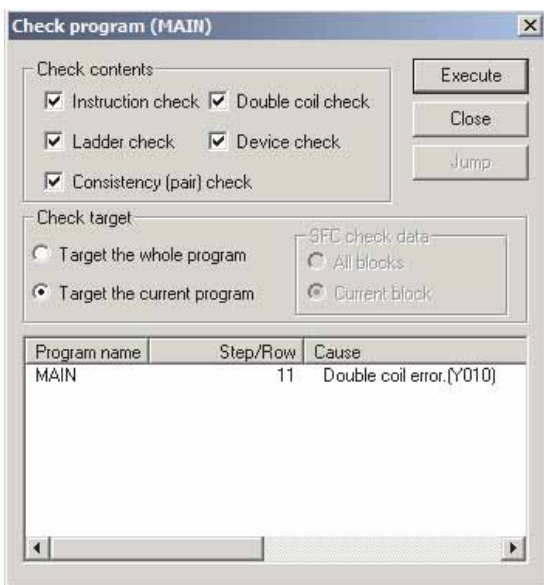 Check program (MAIN)
Check contents
Instruction check Double coil check
Ladder check Device check
Consistency (pair) check
Execute
Close
Jump
Check target
Target the whole program
Target the current program
SFC check data
All blocks
Current block
Program name Step/Row Cause
MAIN 11 Double coil error.(Y010)